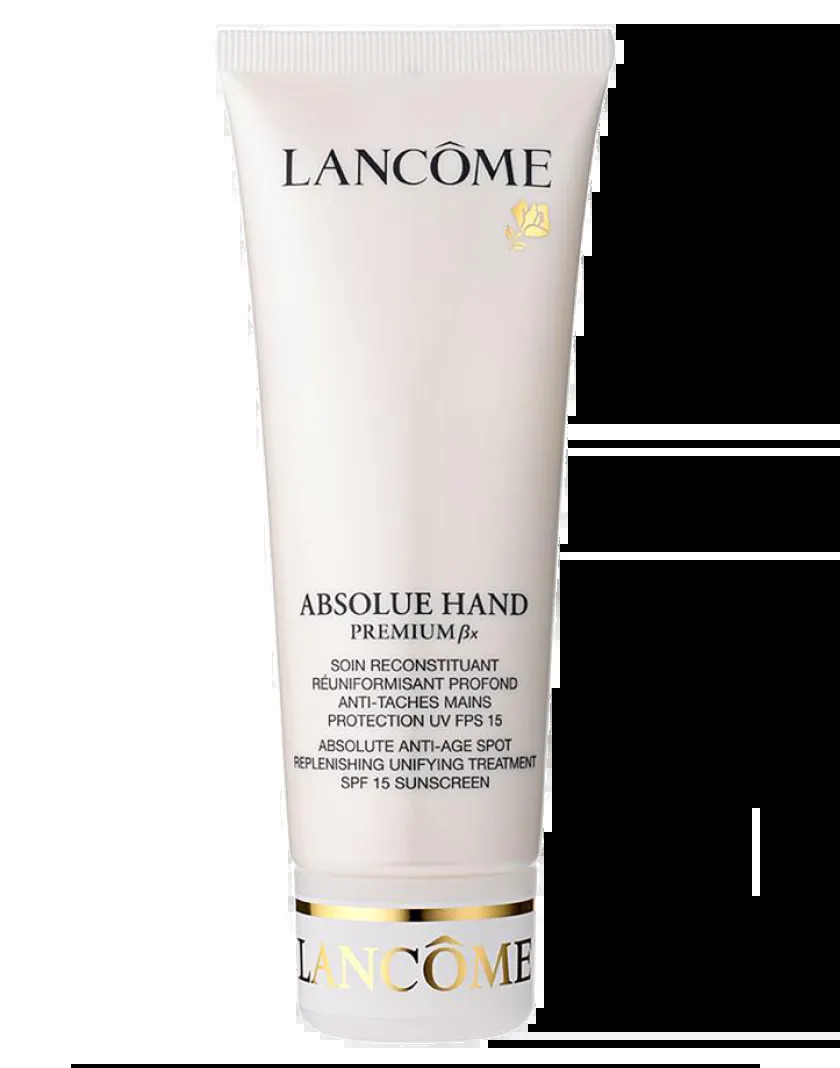 LANCÔME
ABSOLUE HAND
PREMIUM βx
SOIN RECONSTITUANT
RÉUNIFORMISANT PROFOND
ANTI-TACHES MAINS
PROTECTION UV FPS 15
ABSOLUTE ANTI-AGE SPOT
REPLENISHING UNIFYING TREATMENT
SPF 15 SUNSCREEN
LANCÔME